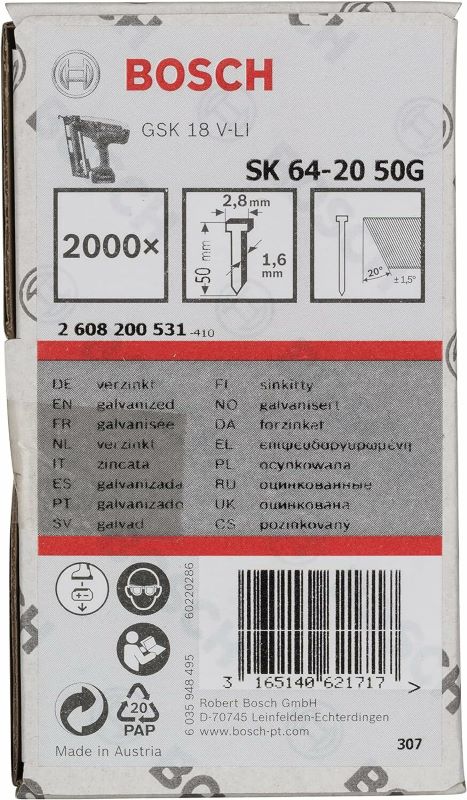 BOSCH
GSK 18 V-LI
SK 64-20 50G
2000×
2,8 mm
50 mm
1,6 mm
20°
± 1,5°
2 608 200 531 -410
DE verzinkt FI sinkitty
EN galvanized NO galvanisert
FR galvanisée DA forzinket
NL verzinkt EL επιψευδαργυρωμένη
IT zincata PL ocynkowana
ES galvanizada RU оцинкованные
PT galvanizado UK оцинкована
SV galvad CS pozinkovaný
60220286
6 035 948 495
3 165140 621717 >
20
PAP
Robert Bosch GmbH
D-70745 Leinfelden-Echterdingen
www.bosch-pt.com
Made in Austria
307